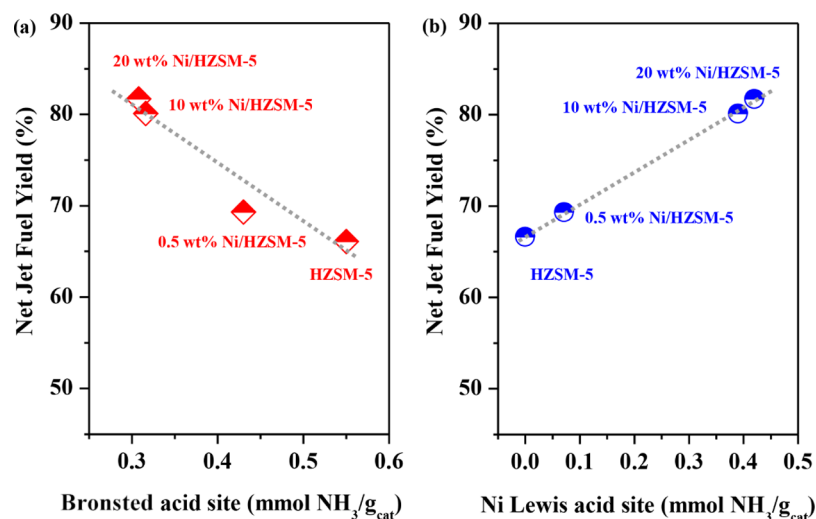 (a)
Net Jet Fuel Yield (%)
90
80
70
60
50
20 wt% Ni/HZSM-5
10 wt% Ni/HZSM-5
0.5 wt% Ni/HZSM-5
HZSM-5
0.3
0.4
0.5
0.6
Bronsted acid site (mmol NH3/gcat)
(b)
Net Jet Fuel Yield (%)
90
80
70
60
50
20 wt% Ni/HZSM-5
10 wt% Ni/HZSM-5
0.5 wt% Ni/HZSM-5
HZSM-5
0.0
0.1
0.2
0.3
0.4
0.5
Ni Lewis acid site (mmol NH3/gcat)